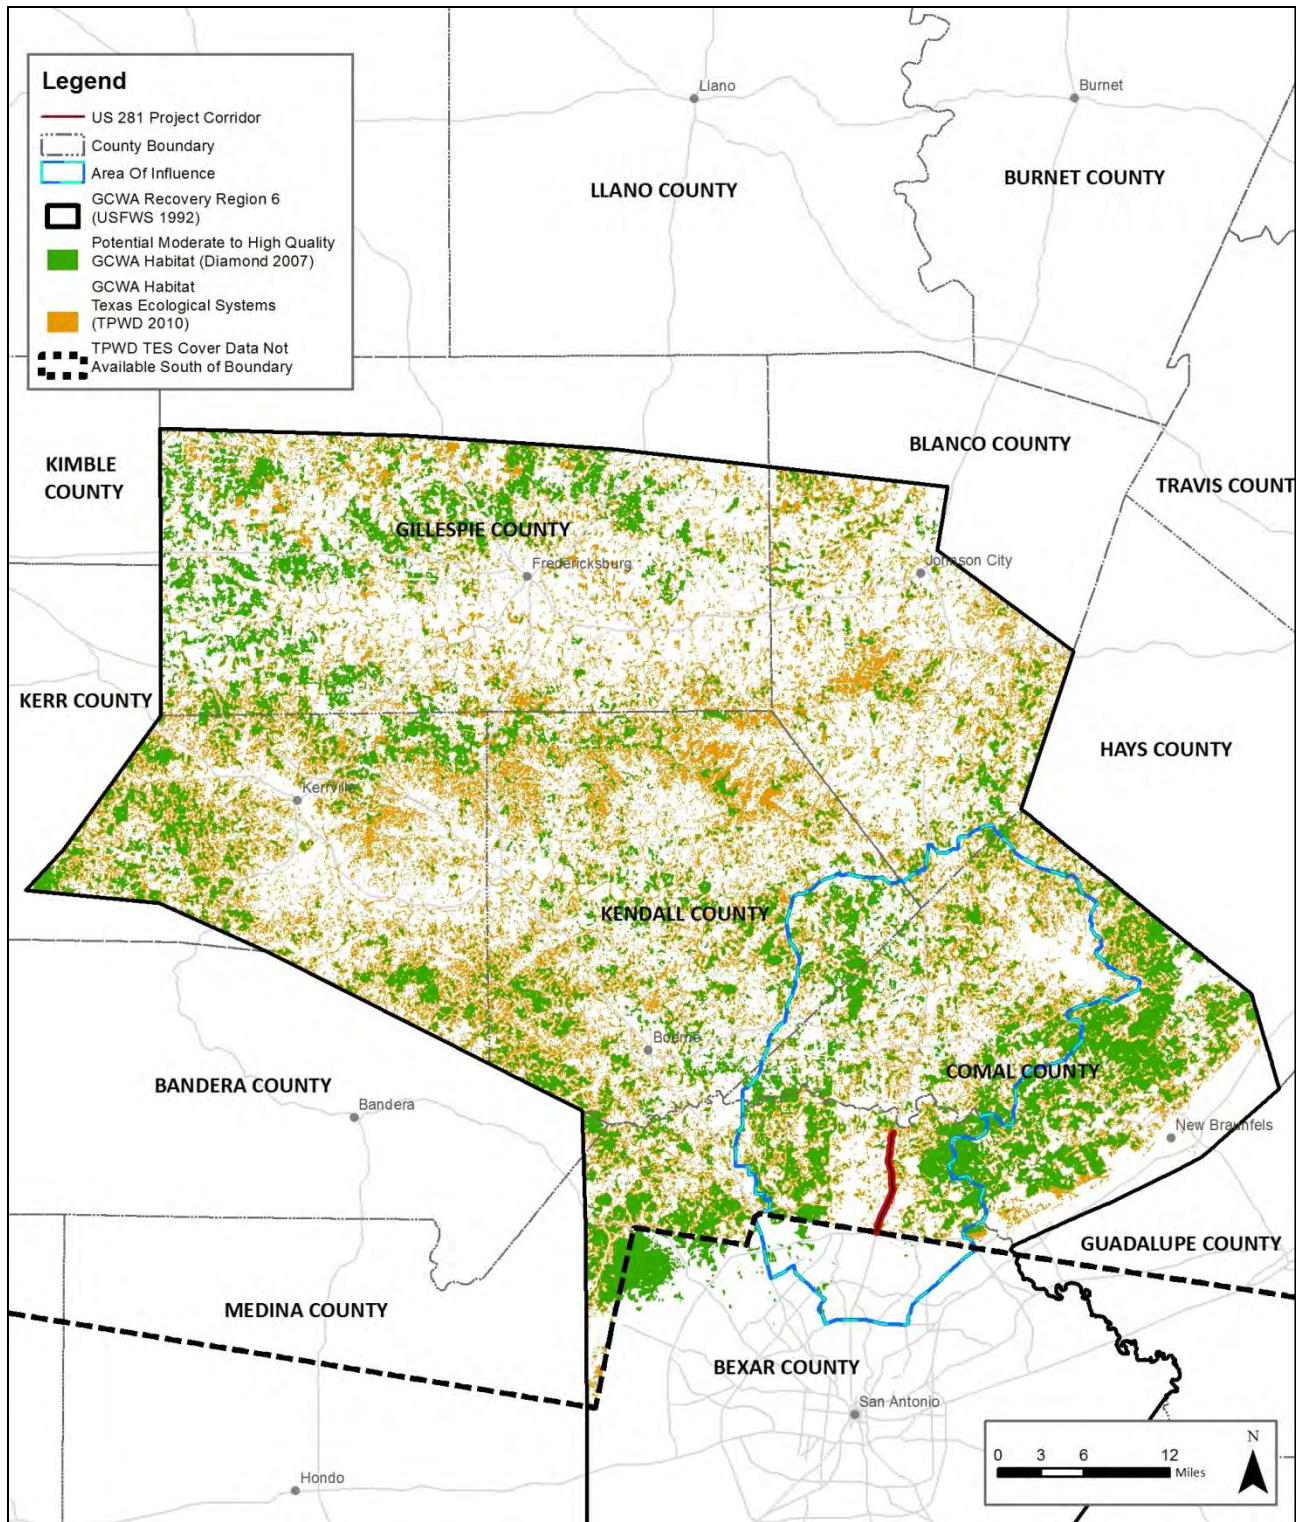 Legend
US 281 Project Corridor
County Boundary
Area Of Influence
GCWA Recovery Region 6
(USFWS 1992)
Potential Moderate to High Quality
GCWA Habitat (Diamond 2007)
GCWA Habitat
Texas Ecological Systems
(TPWD 2010)
TPWD TES Cover Data Not
Available South of Boundary
Llano
Burnet
LLANO COUNTY
BURNET COUNTY
BLANCO COUNTY
KIMBLE
COUNTY
TRAVIS COUNT
GILLESPIE COUNTY
Fredericksburg
Johnson City
KERR COUNTY
HAYS COUNTY
Kerrville
KENDALL COUNTY
Boerne
COMAL COUNTY
BANDERA COUNTY
Bandera
New Braunfels
GUADALUPE COUNTY
MEDINA COUNTY
BEXAR COUNTY
San Antonio
Hondo
N
0 3 6 12
Miles